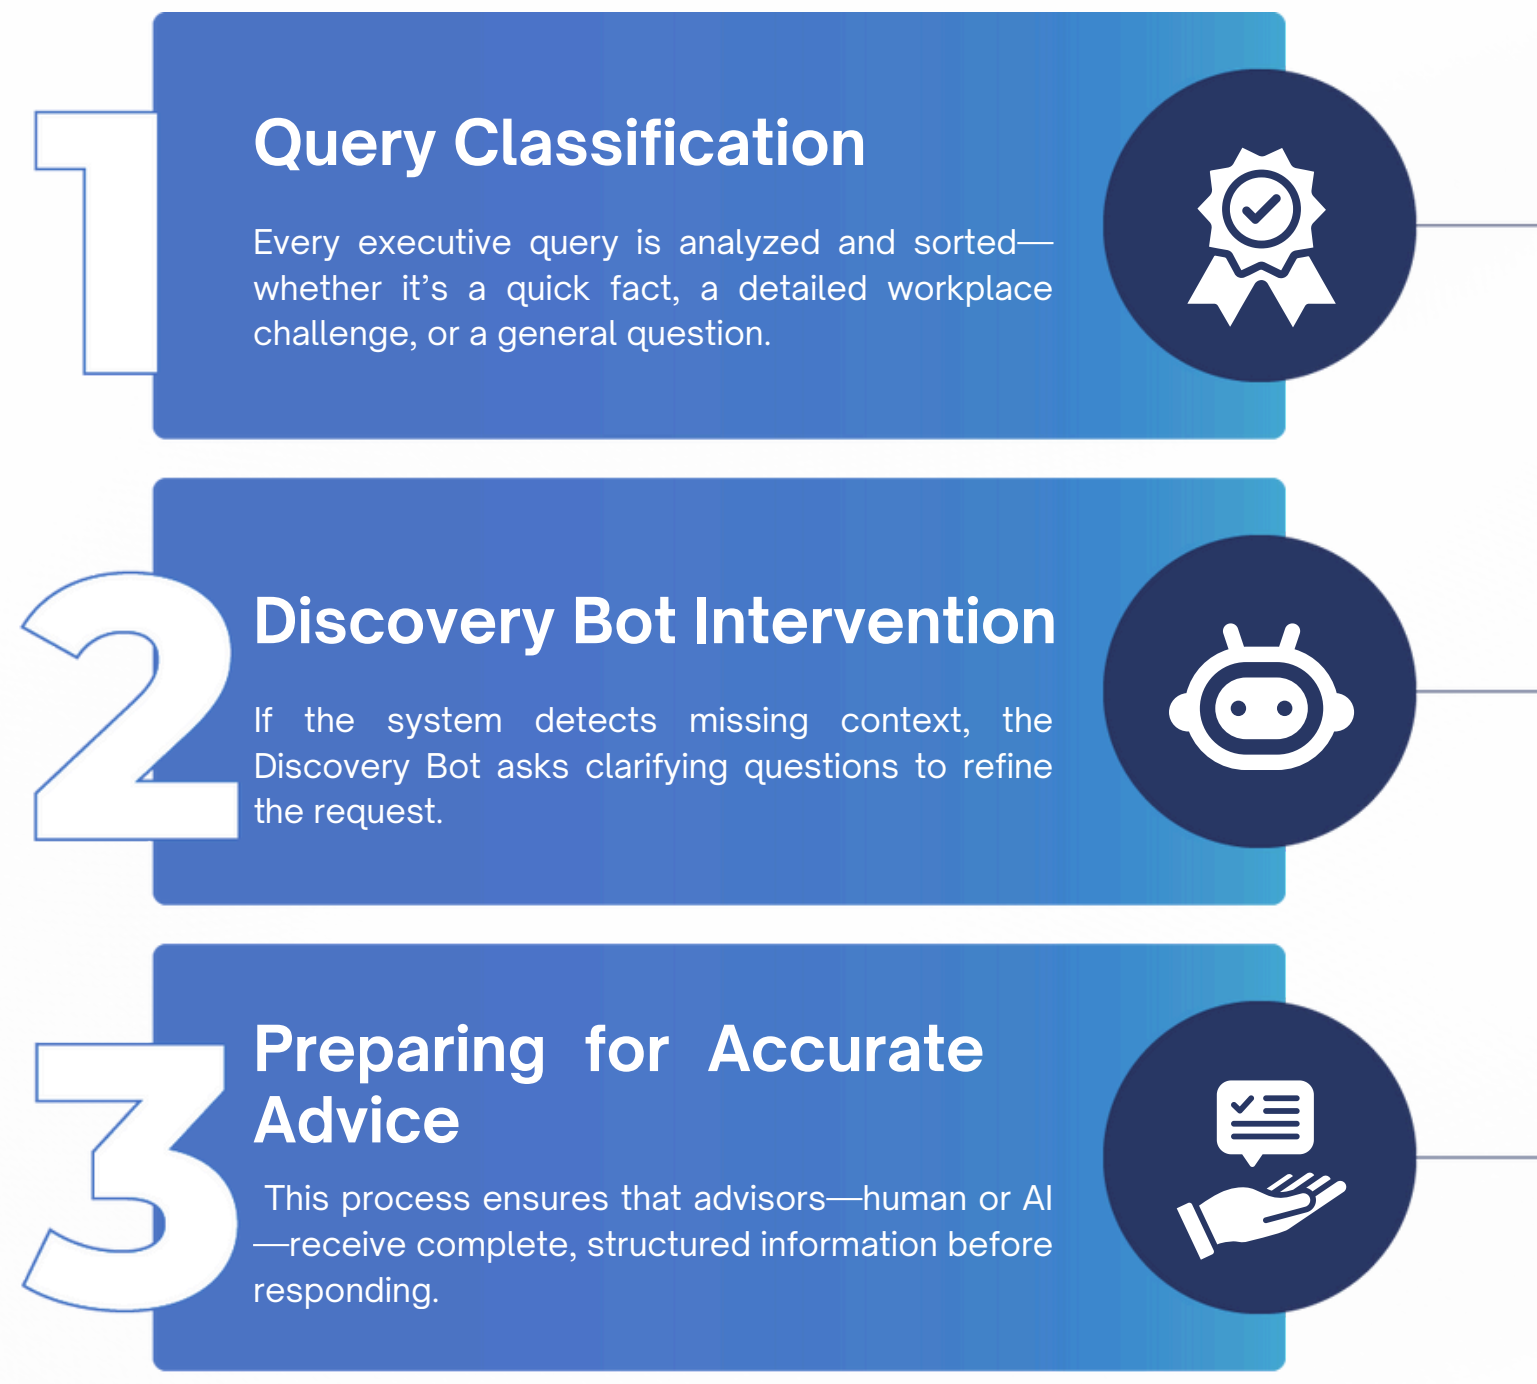 1
Query Classification
Every executive query is analyzed and sorted—
whether it’s a quick fact, a detailed workplace
challenge, or a general question.
2
Discovery Bot Intervention
If the system detects missing context, the
Discovery Bot asks clarifying questions to refine
the request.
3
Preparing for Accurate
Advice
This process ensures that advisors—human or AI
—receive complete, structured information before
responding.